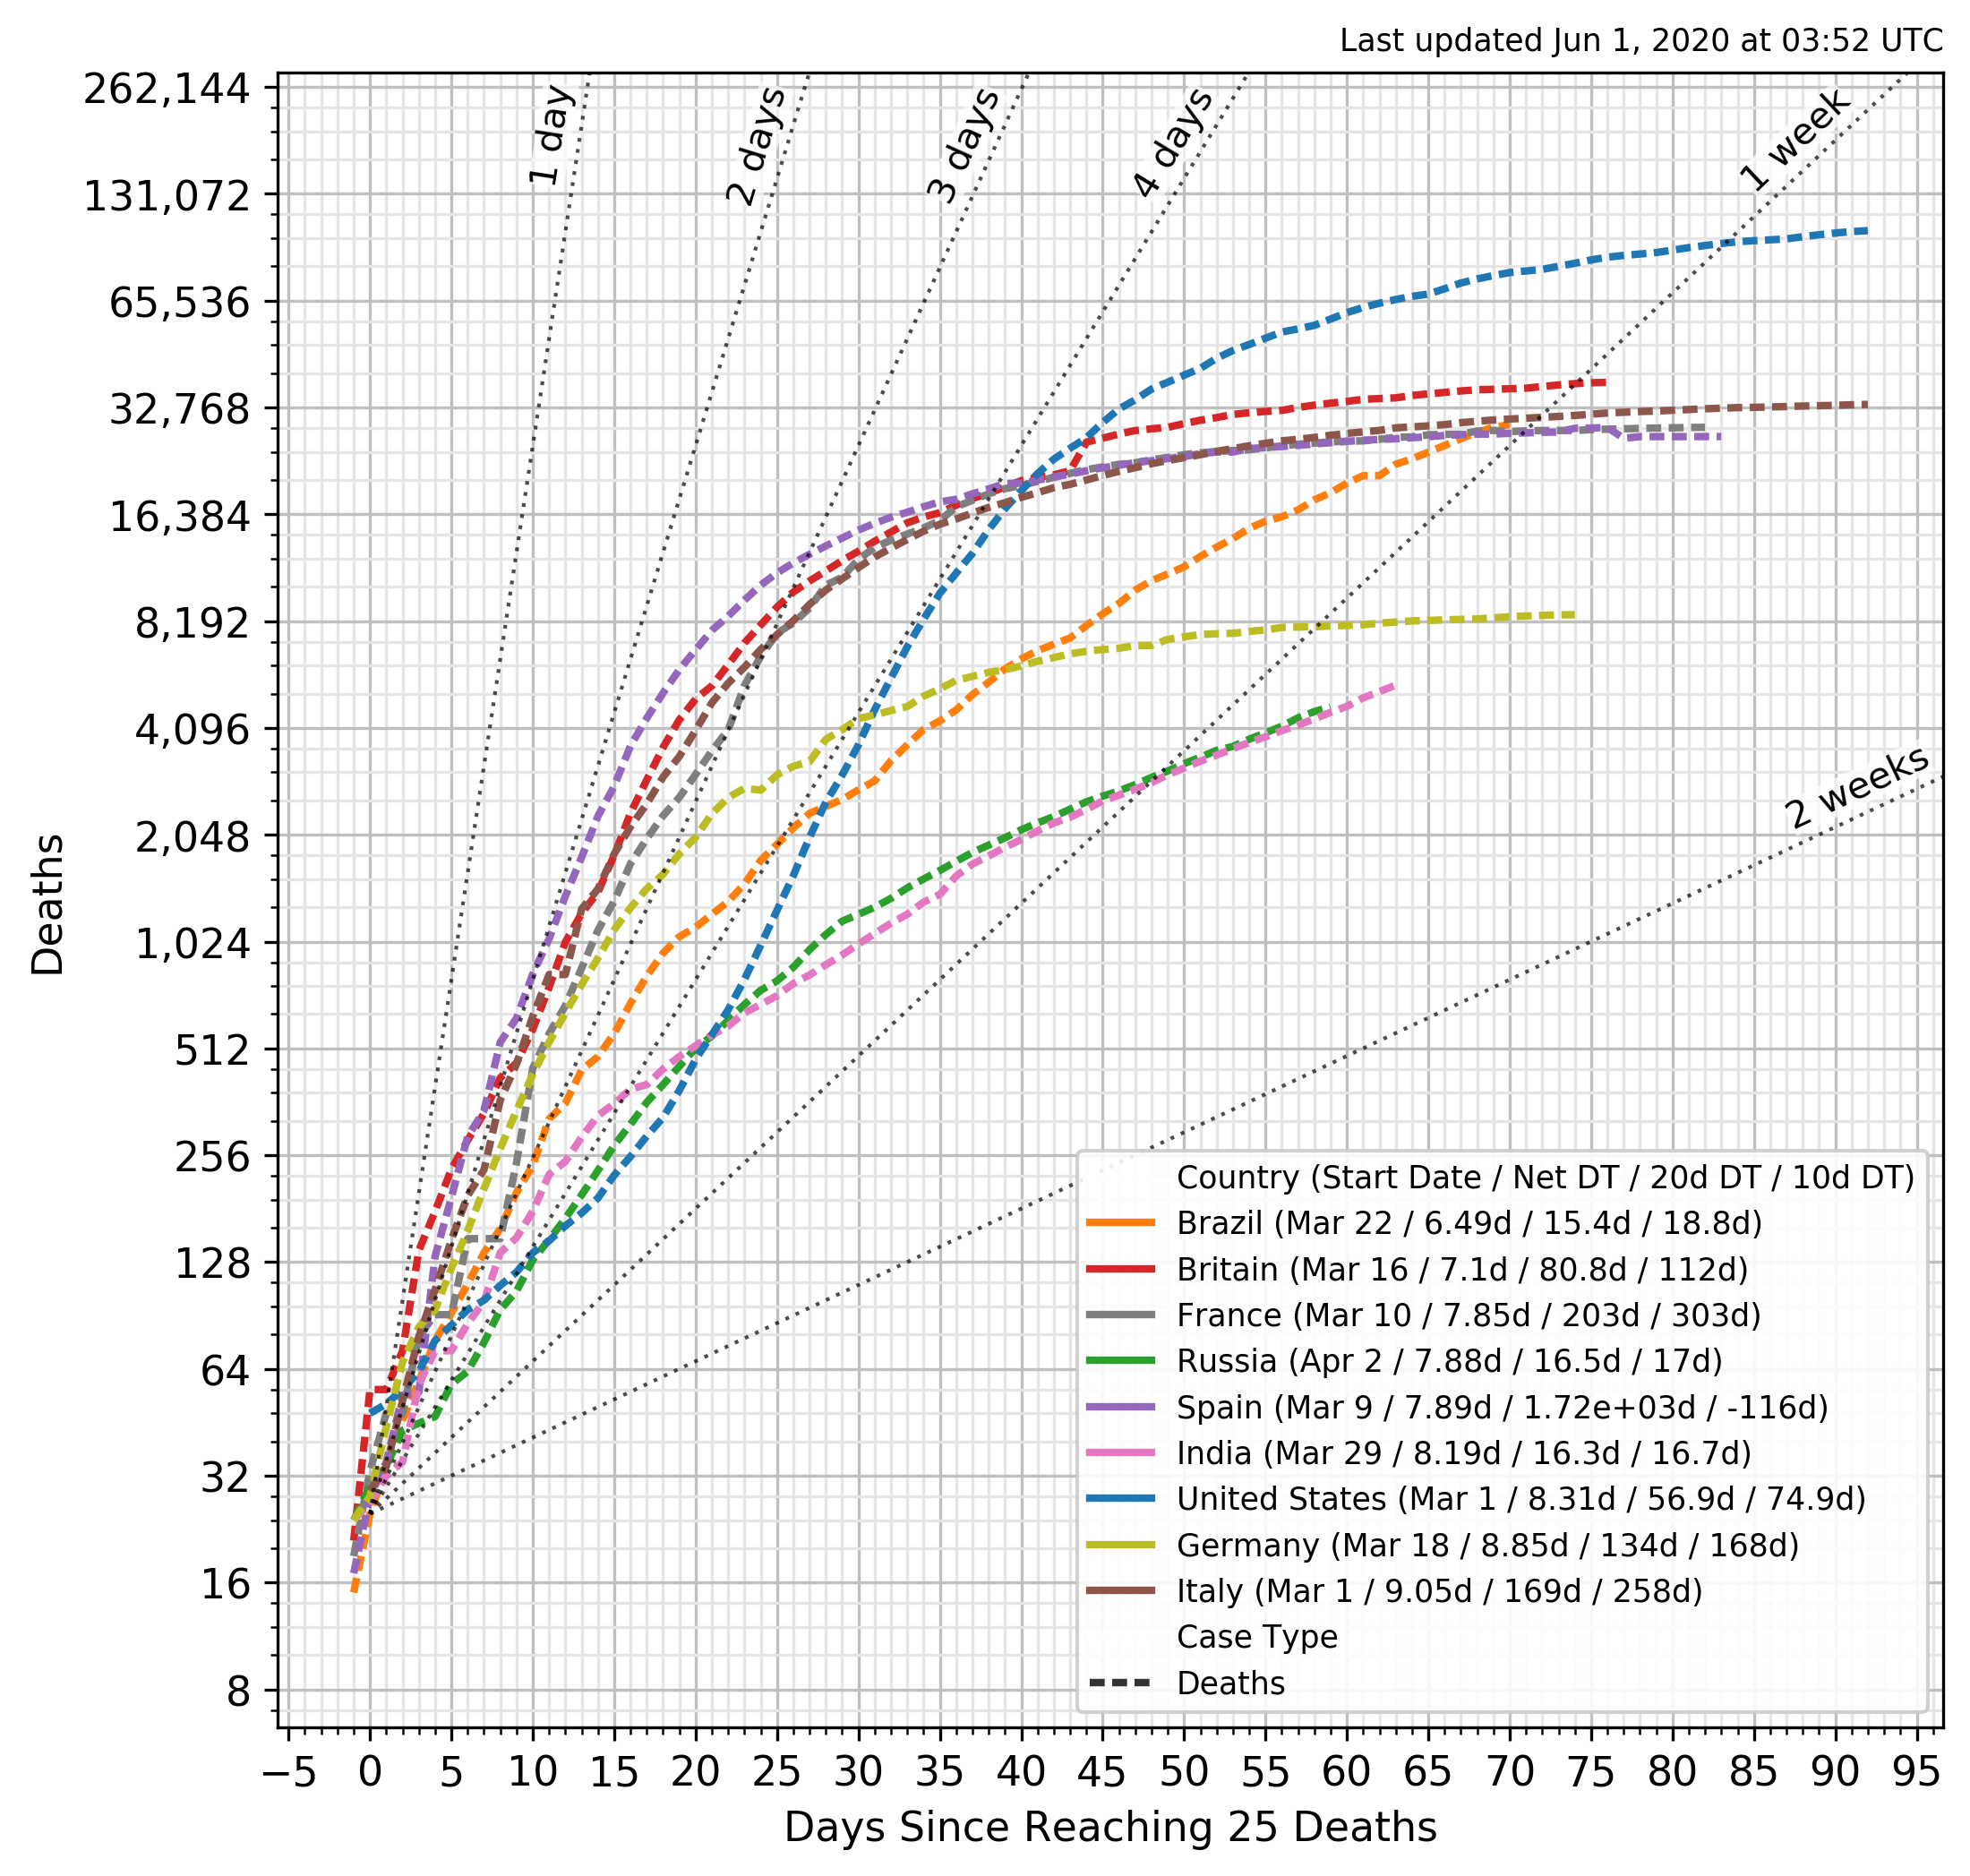 Last updated Jun 1, 2020 at 03:52 UTC
262,144
131,072
65,536
32,768
16,384
8,192
4,096
2,048
1,024
512
256
128
64
32
16
8
Deaths
1 day
2 days
3 days
4 days
1 week
2 weeks
Country (Start Date / Net DT / 20d DT / 10d DT)
Brazil (Mar 22 / 6.49d / 15.4d / 18.8d)
Britain (Mar 16 / 7.1d / 80.8d / 112d)
France (Mar 10 / 7.85d / 203d / 303d)
Russia (Apr 2 / 7.88d / 16.5d / 17d)
Spain (Mar 9 / 7.89d / 1.72e+03d / -116d)
India (Mar 29 / 8.19d / 16.3d / 16.7d)
United States (Mar 1 / 8.31d / 56.9d / 74.9d)
Germany (Mar 18 / 8.85d / 134d / 168d)
Italy (Mar 1 / 9.05d / 169d / 258d)
Case Type
Deaths
−5 0 5 10 15 20 25 30 35 40 45 50 55 60 65 70 75 80 85 90 95
Days Since Reaching 25 Deaths